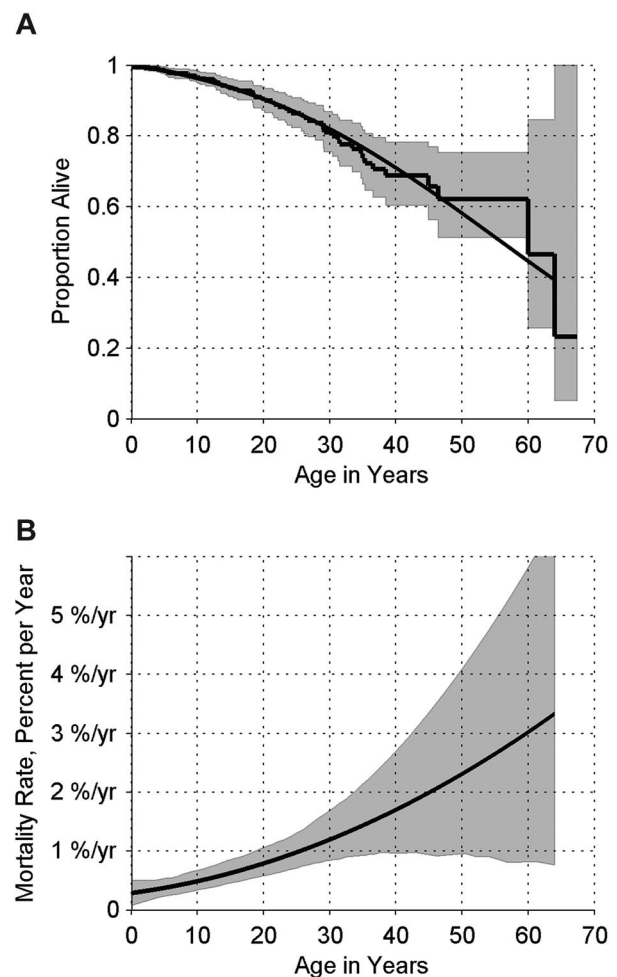 A
1
0.8
0.6
0.4
0.2
0
Proportion Alive
0 10 20 30 40 50 60 70
Age in Years
B
5 %/yr
4 %/yr
3 %/yr
2 %/yr
1 %/yr
0
Mortality Rate, Percent per Year
0 10 20 30 40 50 60 70
Age in Years